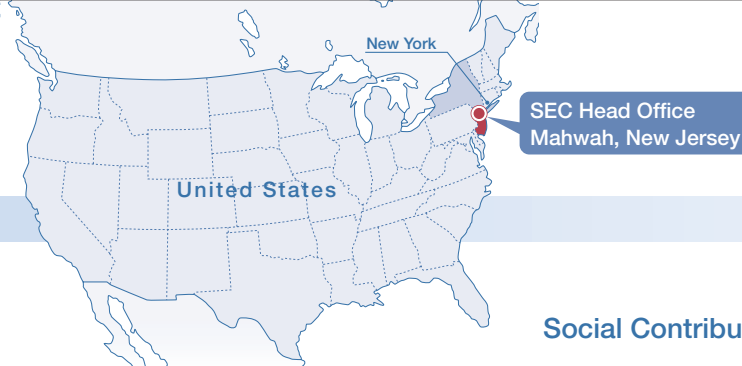 New York
SEC Head Office
Mahwah, New Jersey
United States
Social Contribu